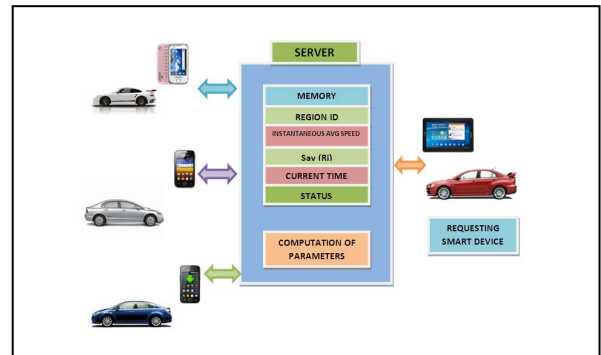 SERVER
MEMORY
REGION ID
INSTANTANEOUS AVG SPEED
Sav (Ri)
CURRENT TIME
STATUS
COMPUTATION OF
PARAMETERS
REQUESTING
SMART DEVICE